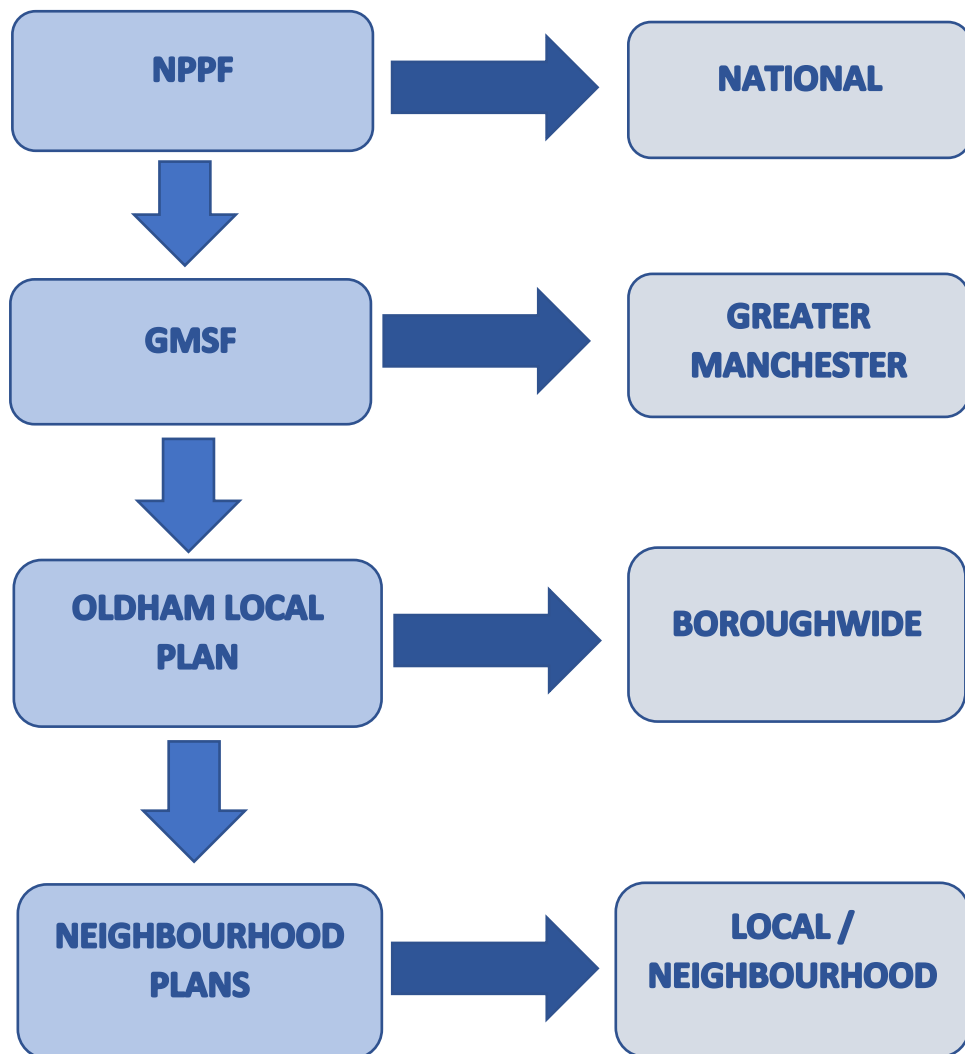 NPPF
NATIONAL
GMSF
GREATER
MANCHESTER
OLDHAM LOCAL
PLAN
BOROUGHWIDE
NEIGHBOURHOOD
PLANS
LOCAL /
NEIGHBOURHOOD